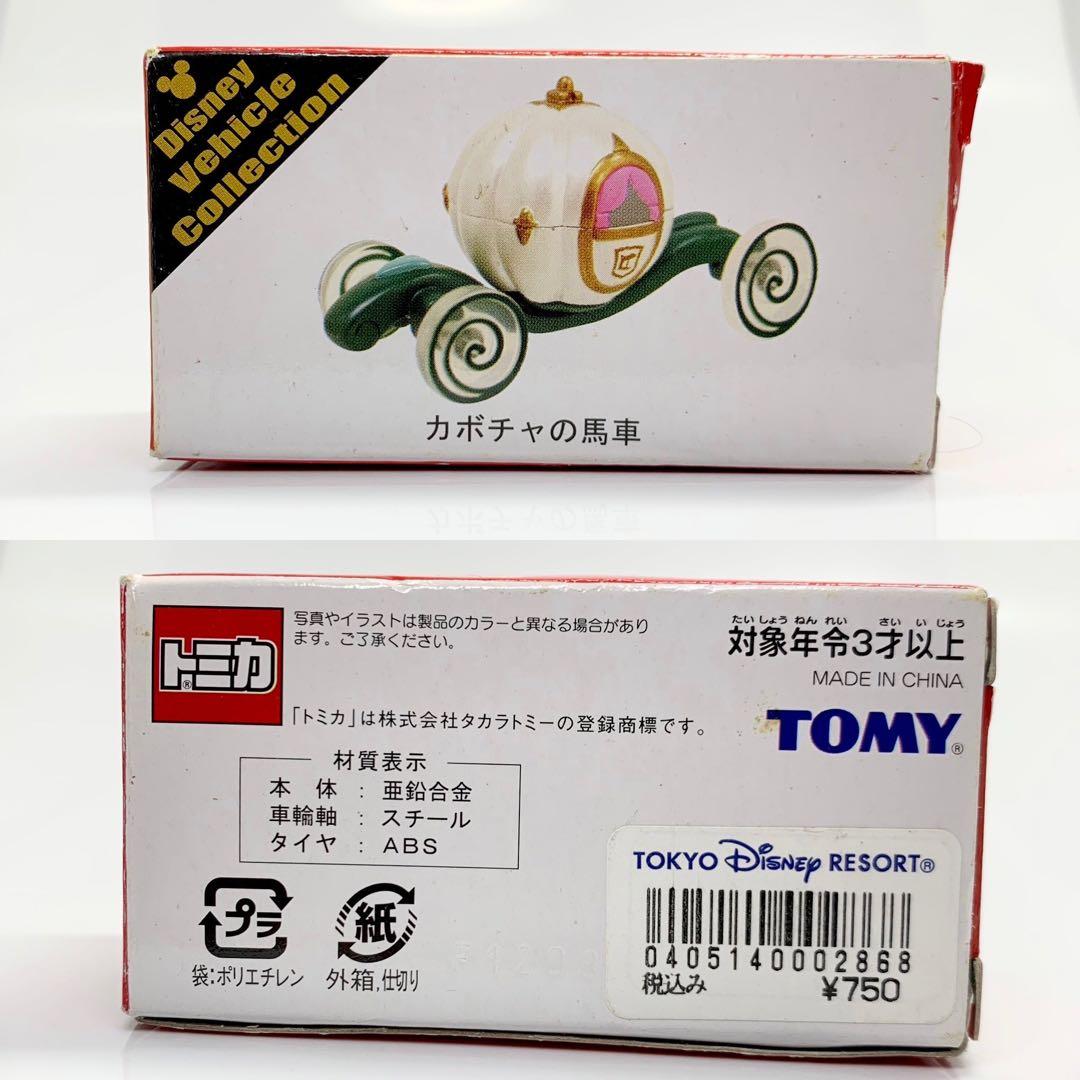 Disney
Vehicle
Collection
カボチャの馬車
トミカ®
写真やイラストは製品のカラーと異なる場合があり
ます。ご了承ください。
「トミカ」は株式会社タカラトミーの登録商標です。
たいしょうねんれい さいいじょう
対象年令3才以上
MADE IN CHINA
TOMY®
材質表示
本体：亜鉛合金
車輪軸：スチール
タイヤ：ABS
プラ
袋:ポリエチレン
紙
外箱,仕切り
TOKYO Disney RESORT®
0405140002868
税込み ¥750